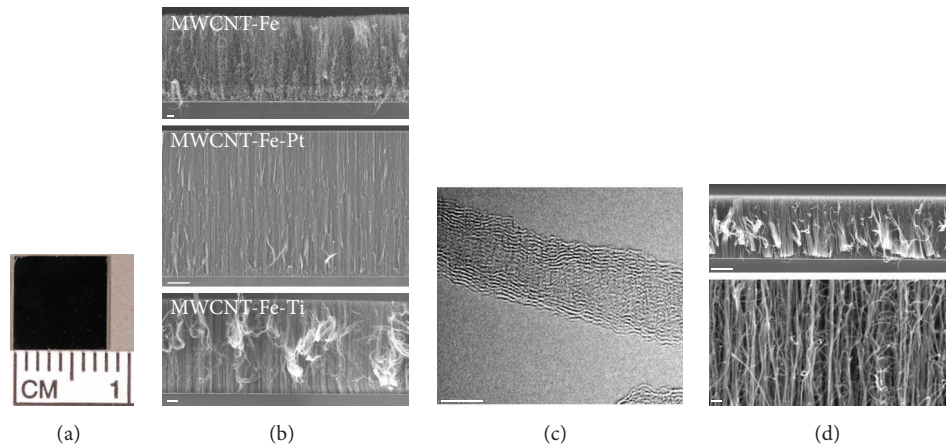 MWCNT-Fe
MWCNT-Fe-Pt
MWCNT-Fe-Ti
CM 1
(a)
(b)
(c)
(d)